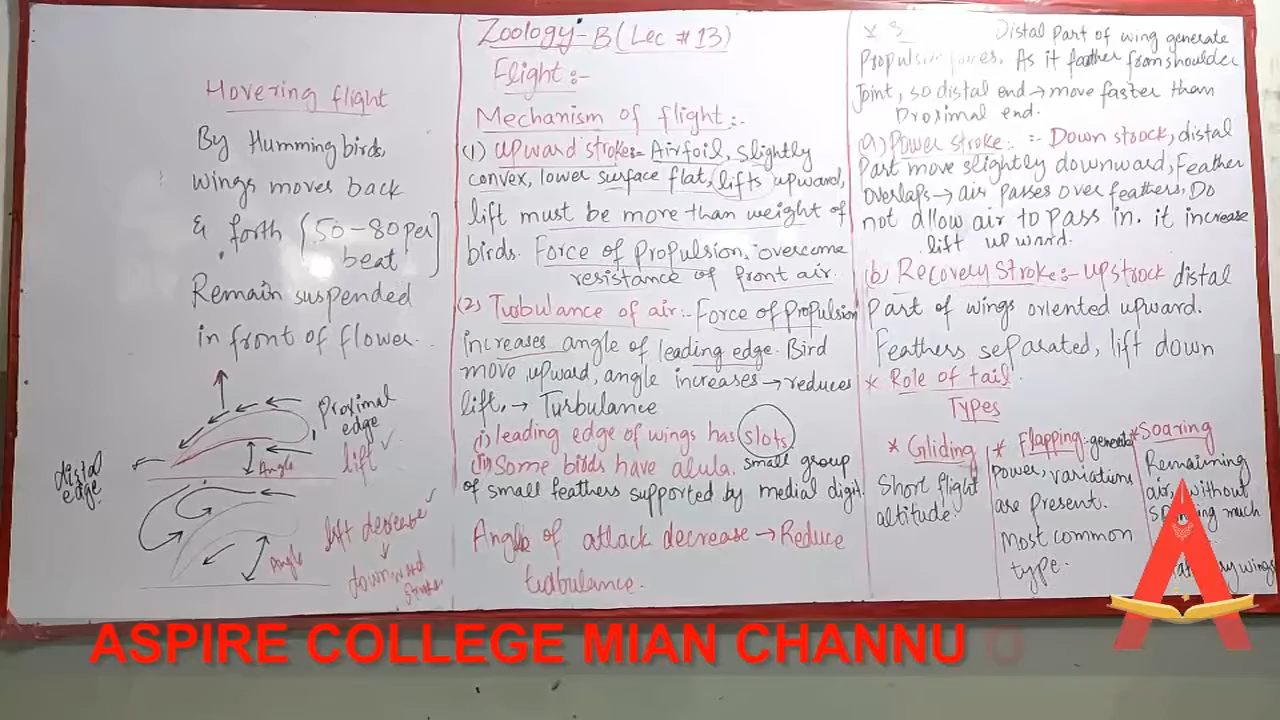 Zoology-B (Lec # 13)
Flight:-
Mechanism of flight:-
(1) Upward stroke:- Airfoil, slightly
convex, lower surface flat, lifts upward,
lift must be more than weight of
birds. Force of Propulsion, overcome
resistance of front air.
(2) Turbulance of air:- Force of Propulsion
increases angle of leading edge. Bird
move upward, angle increases → reduces
lift, → Turbulance
(i) leading edge of wings has slots
(ii) Some birds have alula. small group
of small feathers supported by medial digit.
Angle of attack decrease → Reduce
turbulance.
Distal part of wing generate
Propulsive forces. As it farther from shoulder
Joint, so distal end → move faster than
Proximal end.
(a) Power stroke:- Down stock, distal
Part move slightly downward, Feather
Overlaps → air passes over feathers. Do
not allow air to pass in. it increase
lift upward.
(b) Recovery Stroke:- upstrock distal
Part of wings oriented upward.
Feathers separated, lift down
* Role of tail
Types
* Gliding
Short flight
altitude.
* Flapping:- generate
power, variations
are present.
Most common
type.
* Soaring
Remaining
air, without
much
wings
Hovering flight
By Hummingbirds,
wings moves back
& forth (50-80 per
beat)
Remain suspended
in front of flower.
Proximal
edge
lift ✓
Angle
distal
edge
lift decrease ✓
↓
downward
stroke
Angle
ASPIRE COLLEGE MIAN CHANNU